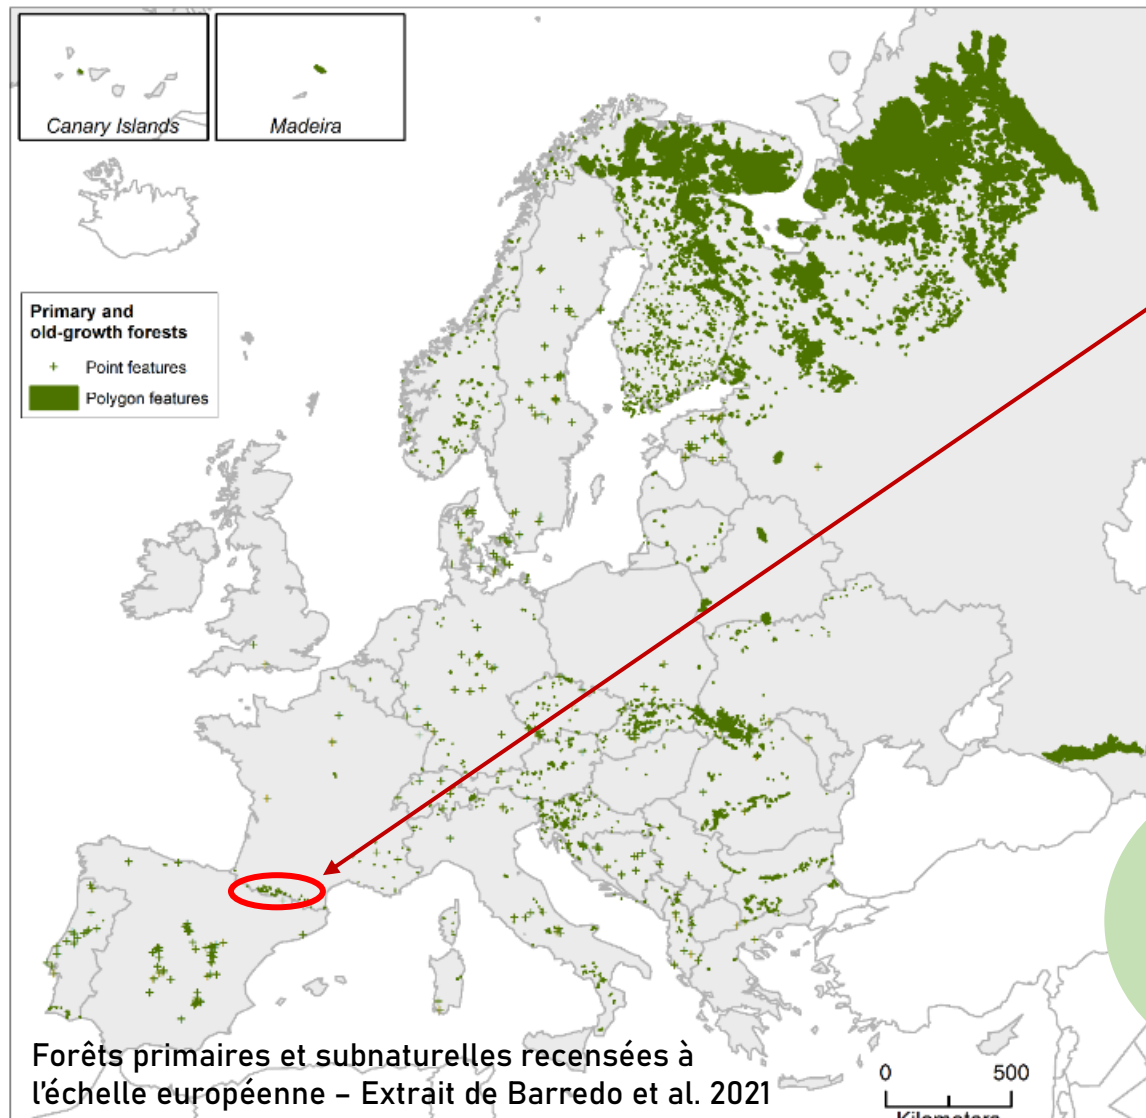 Canary Islands
Madeira
Primary and
old-growth forests
Point features
Polygon features
Forêts primaires et subnaturelles recensées à
l'échelle européenne – Extrait de Barredo et al. 2021
0 500
Kilometers